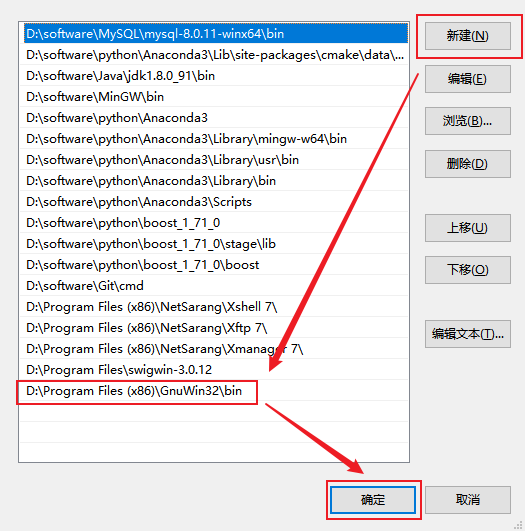 D:\software\MySQL\mysql-8.0.11-winx64\bin
D:\software\python\Anaconda3\Lib\site-packages\cmake\data\...
D:\software\Java\jdk1.8.0_91\bin
D:\software\MinGW\bin
D:\software\python\Anaconda3
D:\software\python\Anaconda3\Library\mingw-w64\bin
D:\software\python\Anaconda3\Library\usr\bin
D:\software\python\Anaconda3\Library\bin
D:\software\python\Anaconda3\Scripts
D:\software\python\boost_1_71_0
D:\software\python\boost_1_71_0\stage\lib
D:\software\python\boost_1_71_0\boost
D:\software\Git\cmd
D:\Program Files (x86)\NetSarang\Xshell 7\
D:\Program Files (x86)\NetSarang\Xftp 7\
D:\Program Files (x86)\NetSarang\Xmanager 7\
D:\Program Files\swigwin-3.0.12
D:\Program Files (x86)\GnuWin32\bin
新建(N)
编辑(E)
浏览(B)...
删除(D)
上移(U)
下移(O)
编辑文本(T)...
确定
取消